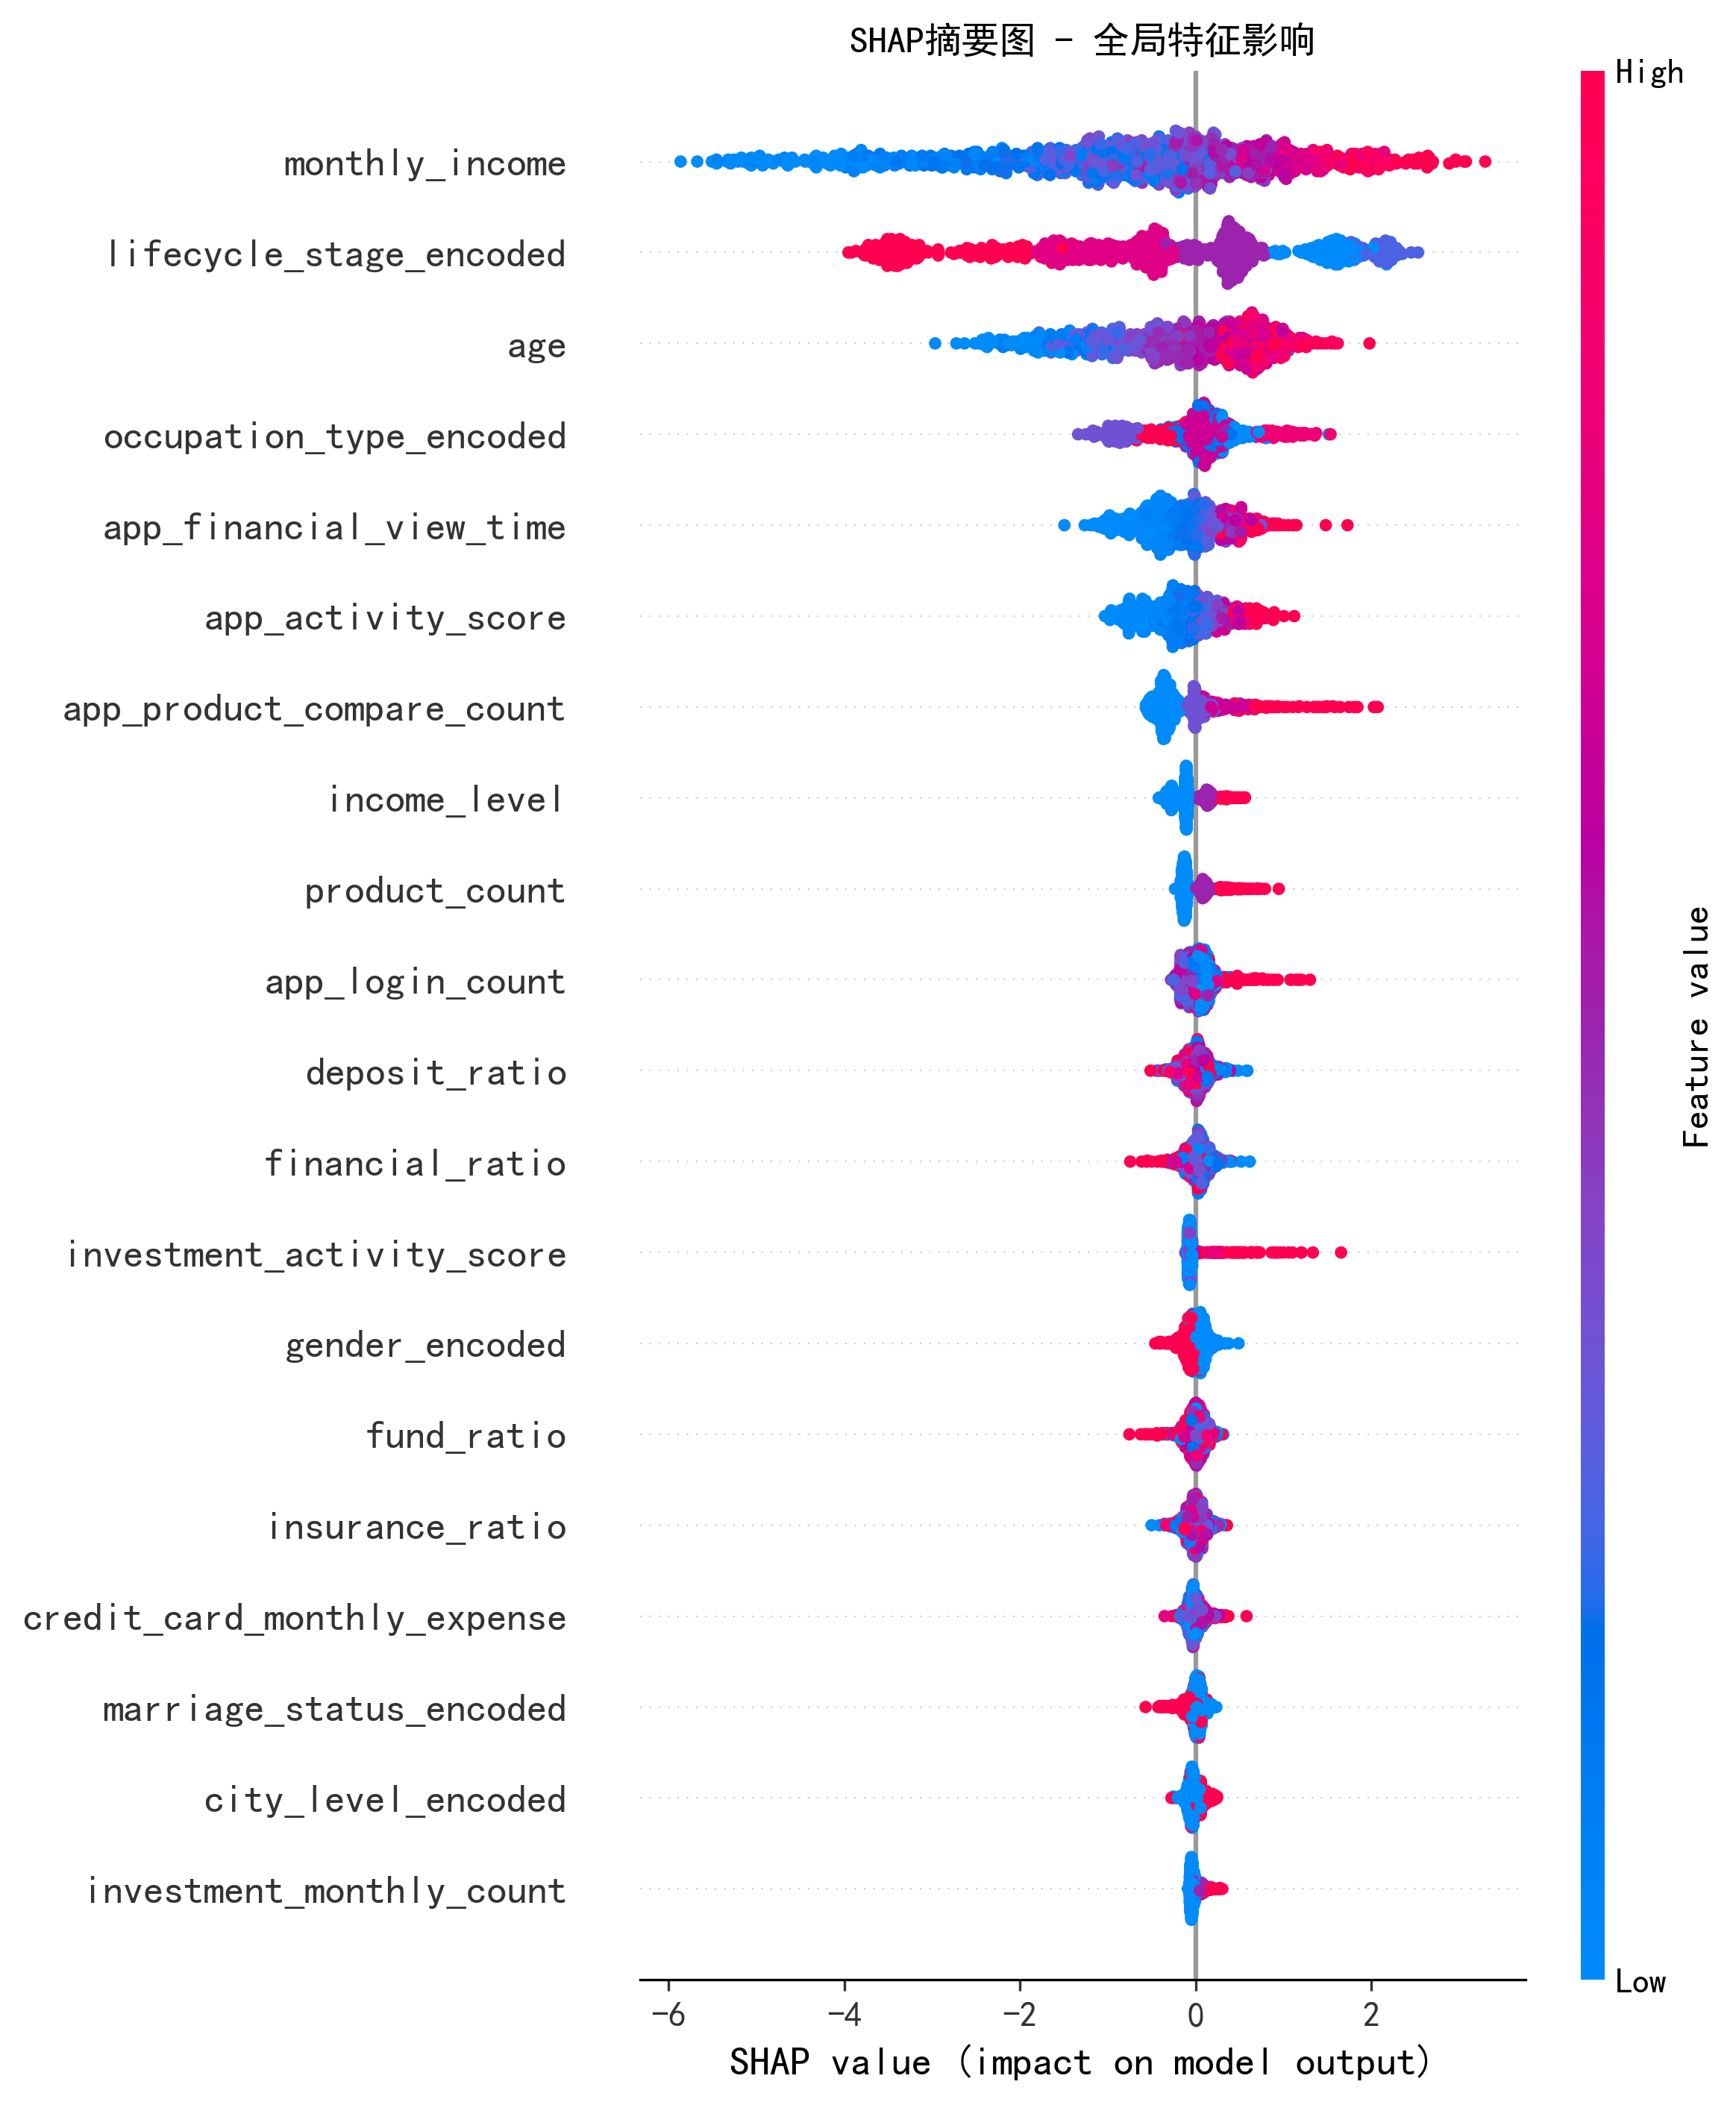 SHAP摘要图 - 全局特征影响
High
monthly_income
lifecycle_stage_encoded
age
occupation_type_encoded
app_financial_view_time
app_activity_score
app_product_compare_count
income_level
product_count
app_login_count
deposit_ratio
financial_ratio
investment_activity_score
gender_encoded
fund_ratio
insurance_ratio
credit_card_monthly_expense
marriage_status_encoded
city_level_encoded
investment_monthly_count
Feature value
Low
−6 −4 −2 0 2
SHAP value (impact on model output)